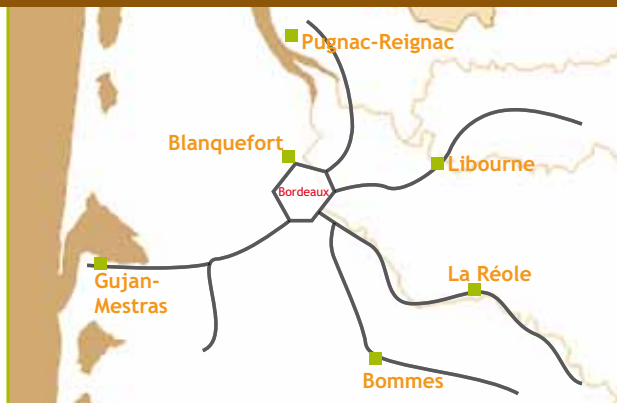 Pugnac-Reignac
Blanquefort
Libourne
Bordeaux
La Réole
Gujan-
Mestras
Bommes